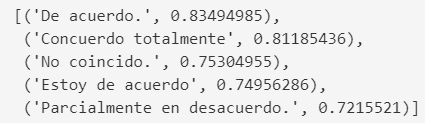 [('De acuerdo.', 0.83494985),
('Concuerdo totalmente', 0.81185436),
('No coincido.', 0.75304955),
('Estoy de acuerdo', 0.74956286),
('Parcialmente en desacuerdo.', 0.7215521)]